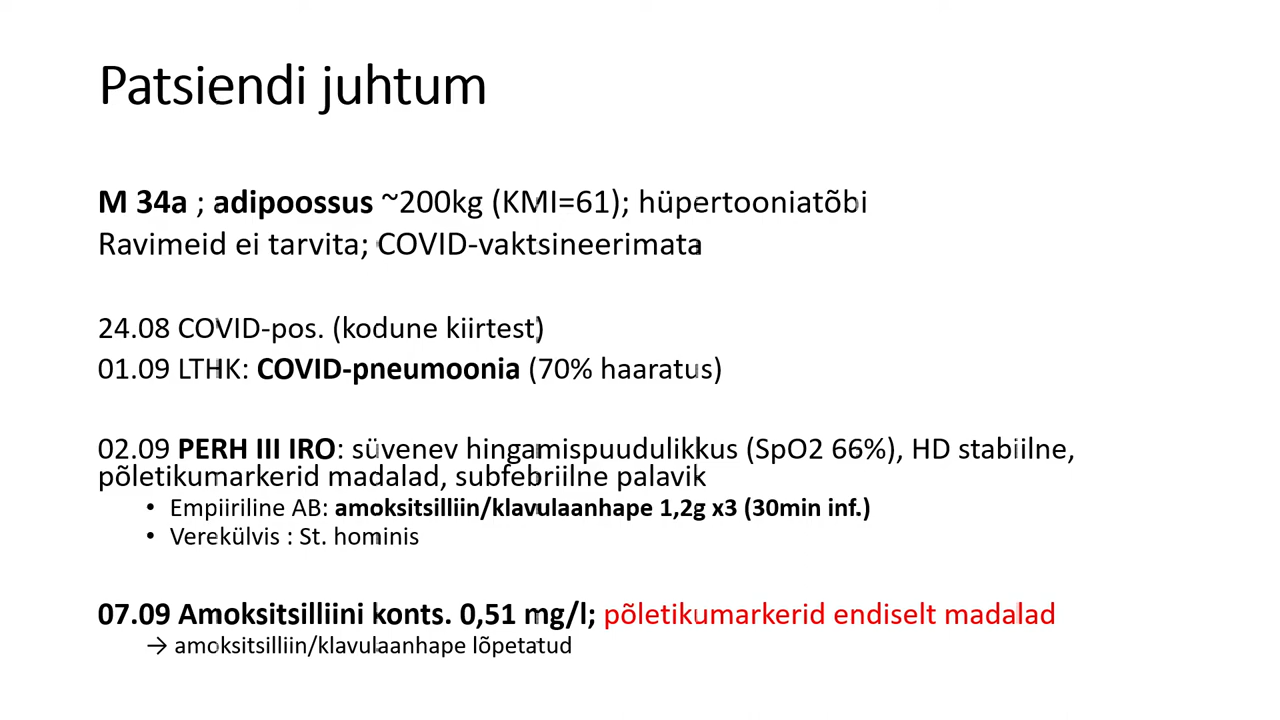 Patsiendi juhtum
M 34a ; adipoossus ~200kg (KMI=61); hüpertooniatõbi
Ravimeid ei tarvita; COVID-vaktsineerimata
24.08 COVID-pos. (kodune kiirtest)
01.09 LTHK: COVID-pneumoonia (70% haaratus)
02.09 PERH III IRO: süvenev hingamispuudulikkus (SpO2 66%), HD stabiilne,
põletikumarkerid madalad, subfebriilne palavik
• Empiiriline AB: amoksitsilliin/klavulaanhape 1,2g x3 (30min inf.)
• Verekülvis : St. hominis
07.09 Amoksitsilliini konts. 0,51 mg/l; põletikumarkerid endiselt madalad
→ amoksitsilliin/klavulaanhape lõpetatud